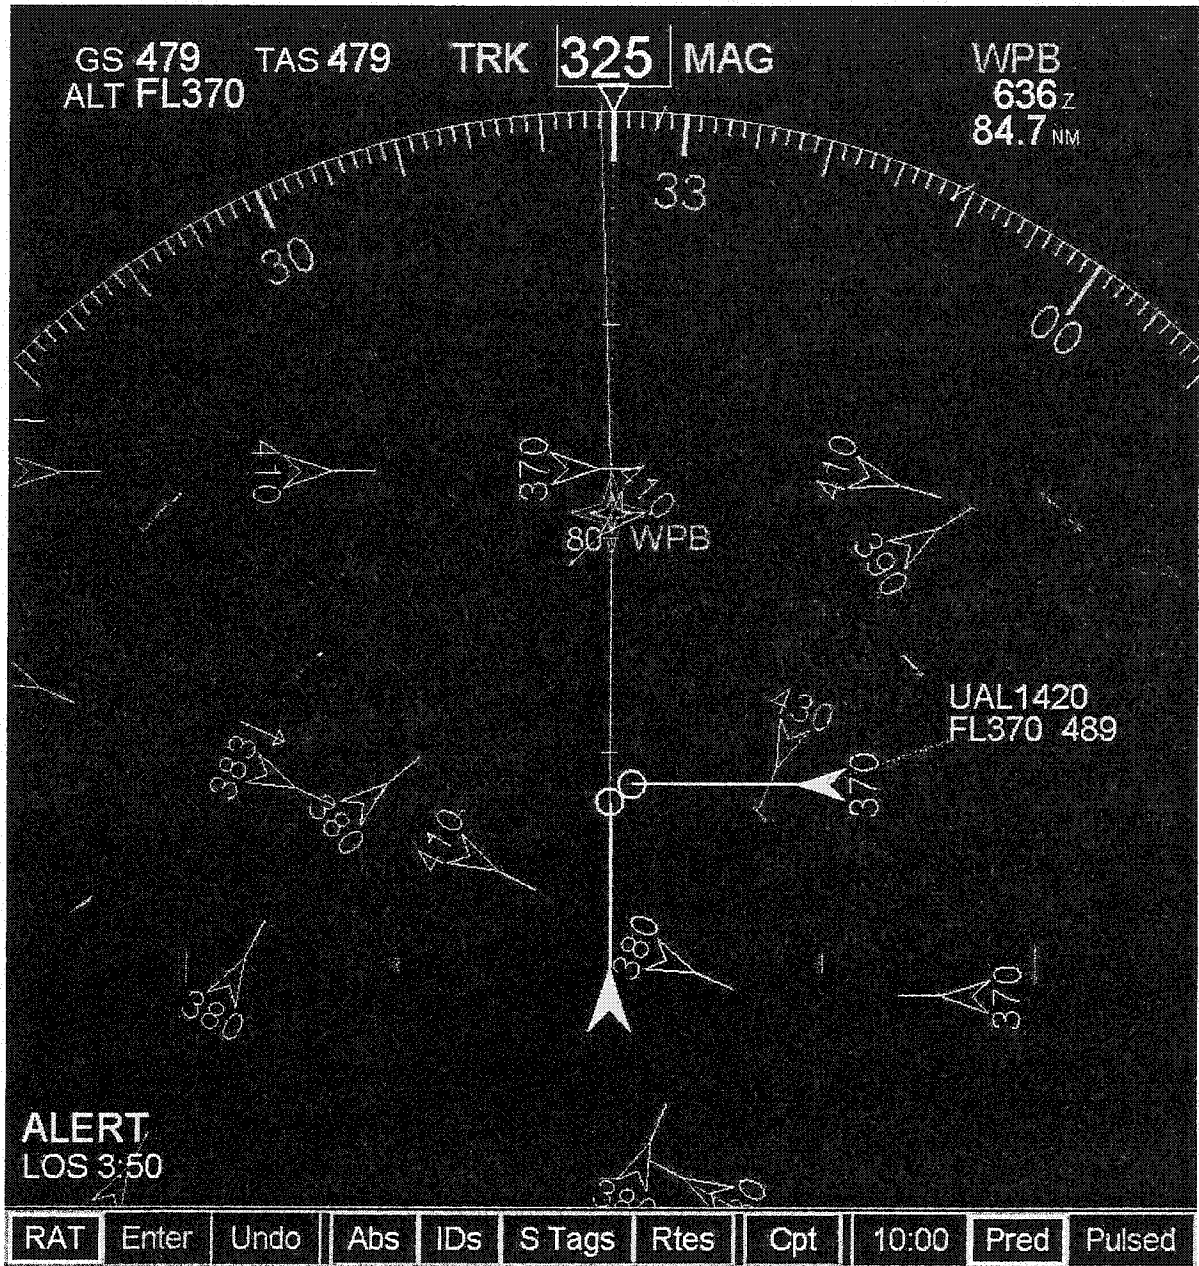 GS 479 TAS 479 TRK 325 MAG WPB
ALT FL370 636 Z
84.7 NM
33
30
00
410
370
410
410
390
80 WPB
UAL1420
FL370 489
430
383
370
380
410
380
380
370
ALERT
LOS 3:50
RAT Enter Undo Abs IDs S Tags Rtes Cpt 10:00 Pred Pulsed